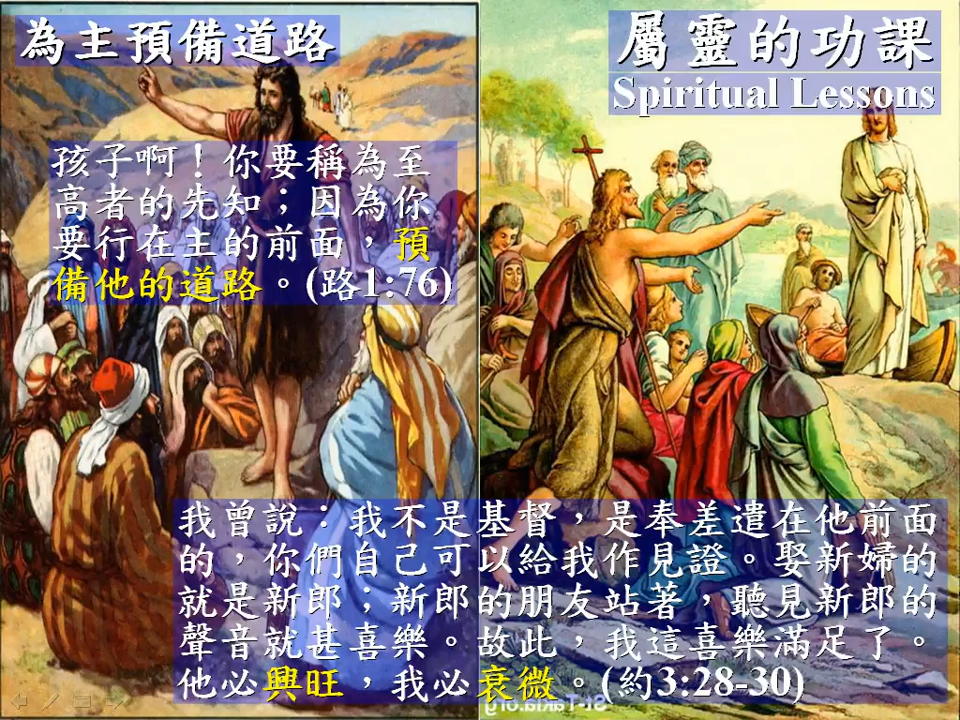 為主預備道路
屬靈的功課
Spiritual Lessons
孩子啊！你要稱為至
高者的先知；因為你
要行在主的前面，預
備他的道路。(路1:76)
我曾說：我不是基督，是奉差遣在他前面
的，你們自己可以給我作見證。娶新婦的
就是新郎；新郎的朋友站著，聽見新郎的
聲音就甚喜樂。故此，我這喜樂滿足了。
他必興旺，我必衰微。(約3:28-30)
St-Takla.org